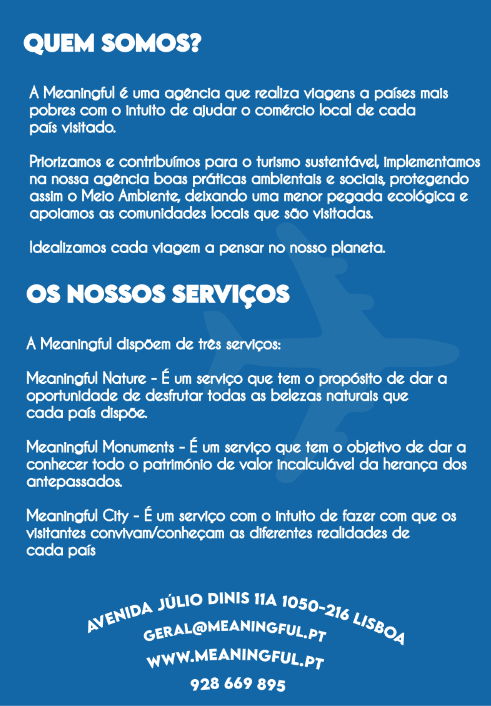 QUEM SOMOS?
A Meaningful é uma agência que realiza viagens a países mais
pobres com o intuito de ajudar o comércio local de cada
país visitado.
Priorizamos e contribuímos para o turismo sustentável, implementamos
na nossa agência boas práticas ambientais e sociais, protegendo
assim o Meio Ambiente, deixando uma menor pegada ecológica e
apoiamos as comunidades locais que são visitadas.
Idealizamos cada viagem a pensar no nosso planeta.
OS NOSSOS SERVIÇOS
A Meaningful dispõem de três serviços:
Meaningful Nature - É um serviço que tem o propósito de dar a
oportunidade de desfrutar todas as belezas naturais que
cada país dispõe.
Meaningful Monuments - É um serviço que tem o objetivo de dar a
conhecer todo o património de valor incalculável da herança dos
antepassados.
Meaningful City - É um serviço com o intuito de fazer com que os
visitantes convivam/conheçam as diferentes realidades de
cada país
AVENIDA JÚLIO DINIS 11A 1050-216 LISBOA
GERAL@MEANINGFUL.PT
WWW.MEANINGFUL.PT
928 669 895